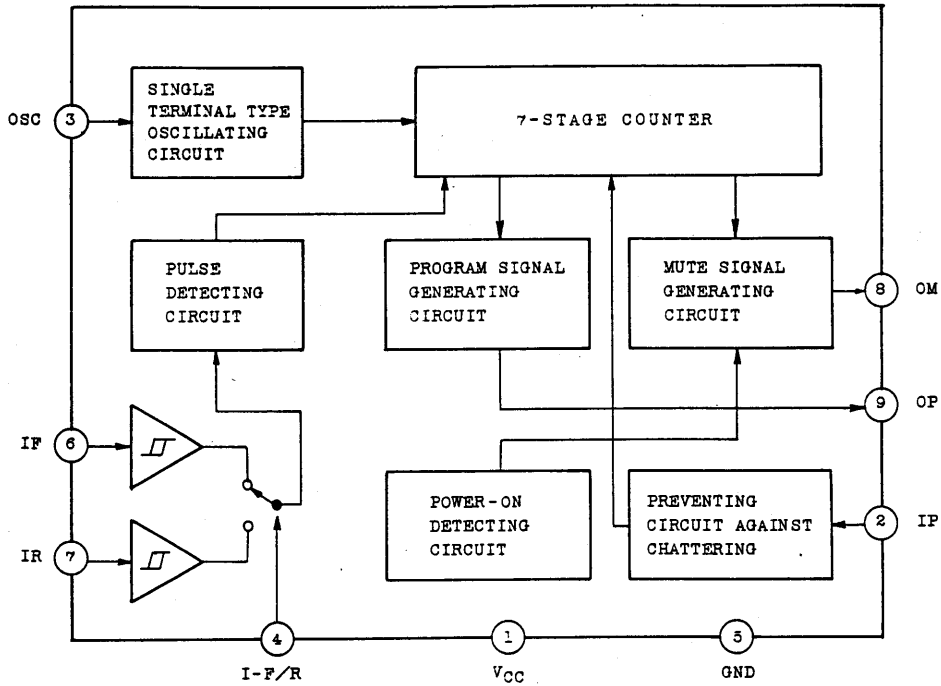 SINGLE
TERMINAL TYPE
OSCILLATING
CIRCUIT
7-STAGE COUNTER
OSC
3
PULSE
DETECTING
CIRCUIT
PROGRAM SIGNAL
GENERATING
CIRCUIT
MUTE SIGNAL
GENERATING
CIRCUIT
8
OM
9
OP
IF
6
POWER-ON
DETECTING
CIRCUIT
PREVENTING
CIRCUIT AGAINST
CHATTERING
2
IP
IR
7
4
1
5
I-F/R
VCC
GND